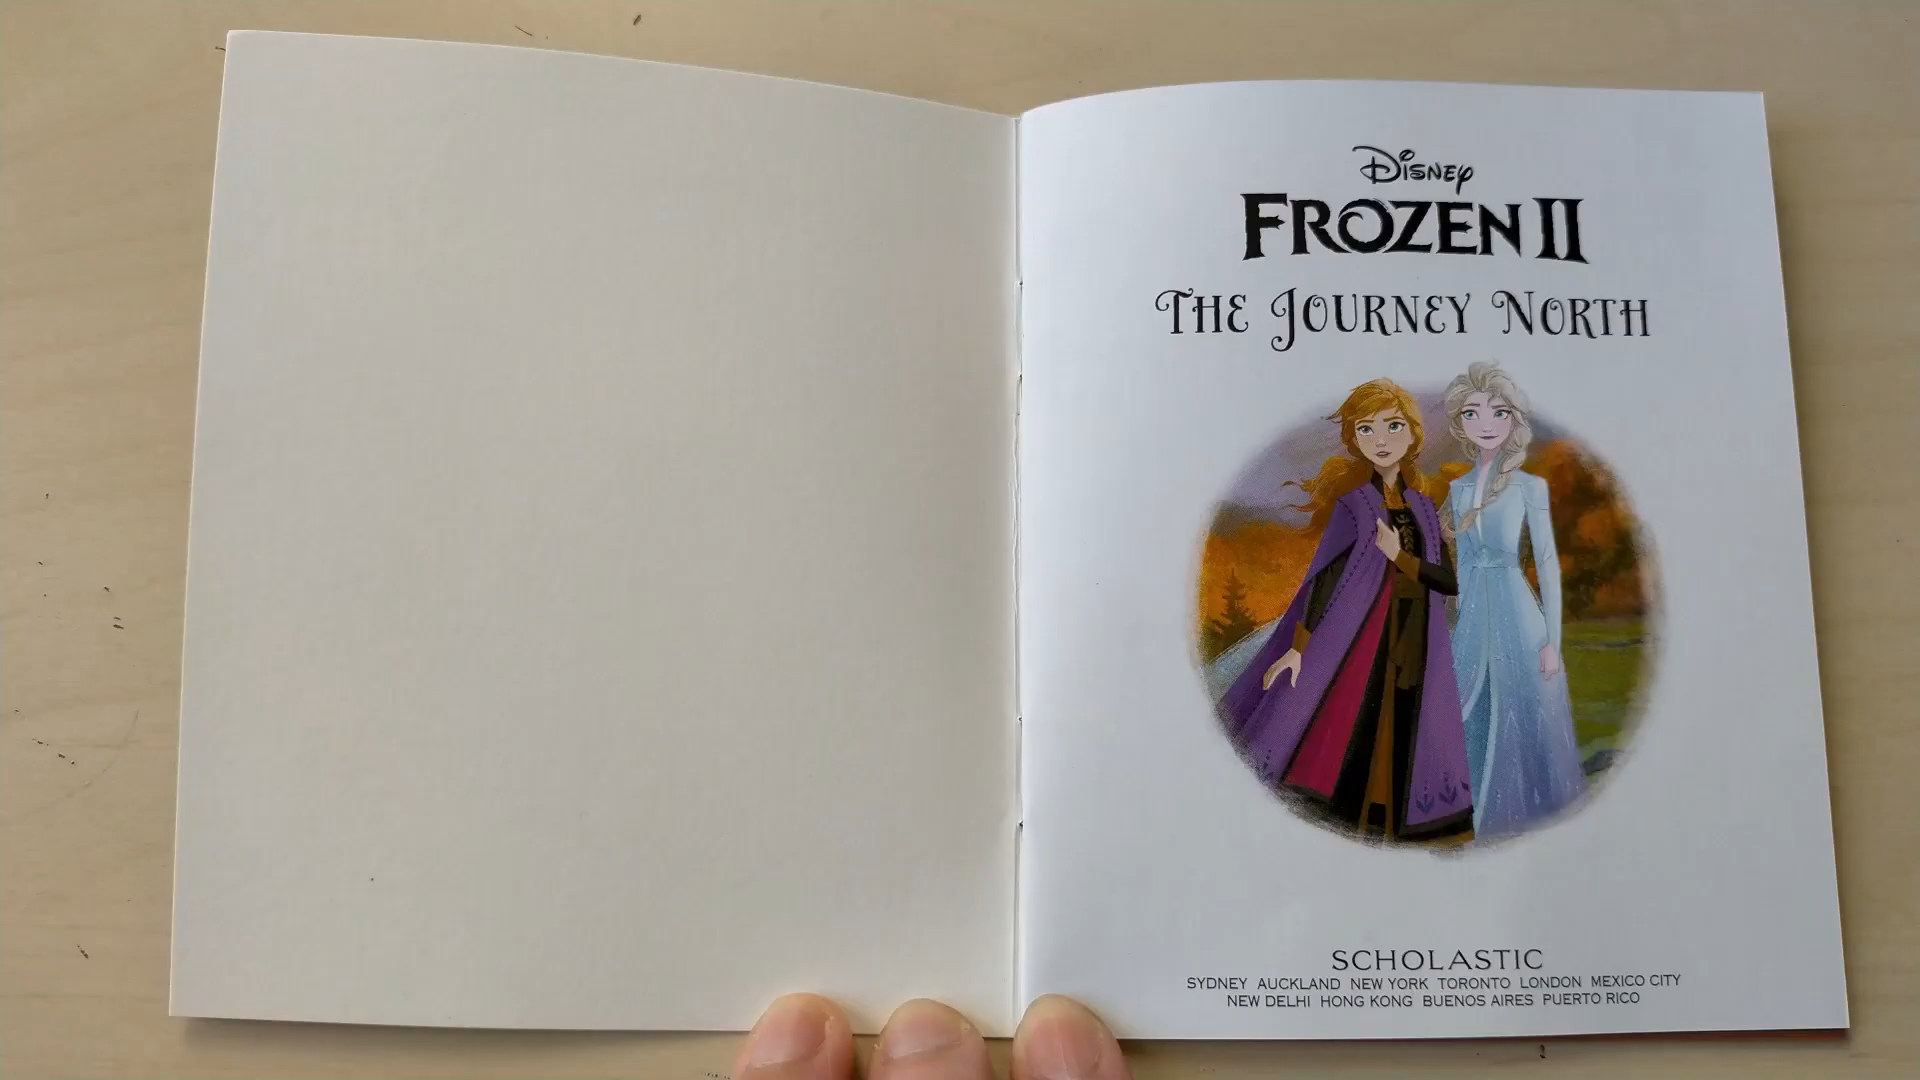 Disney
FROZEN II
THE JOURNEY NORTH
SCHOLASTIC
SYDNEY AUCKLAND NEW YORK TORONTO LONDON MEXICO CITY
NEW DELHI HONG KONG BUENOS AIRES PUERTO RICO